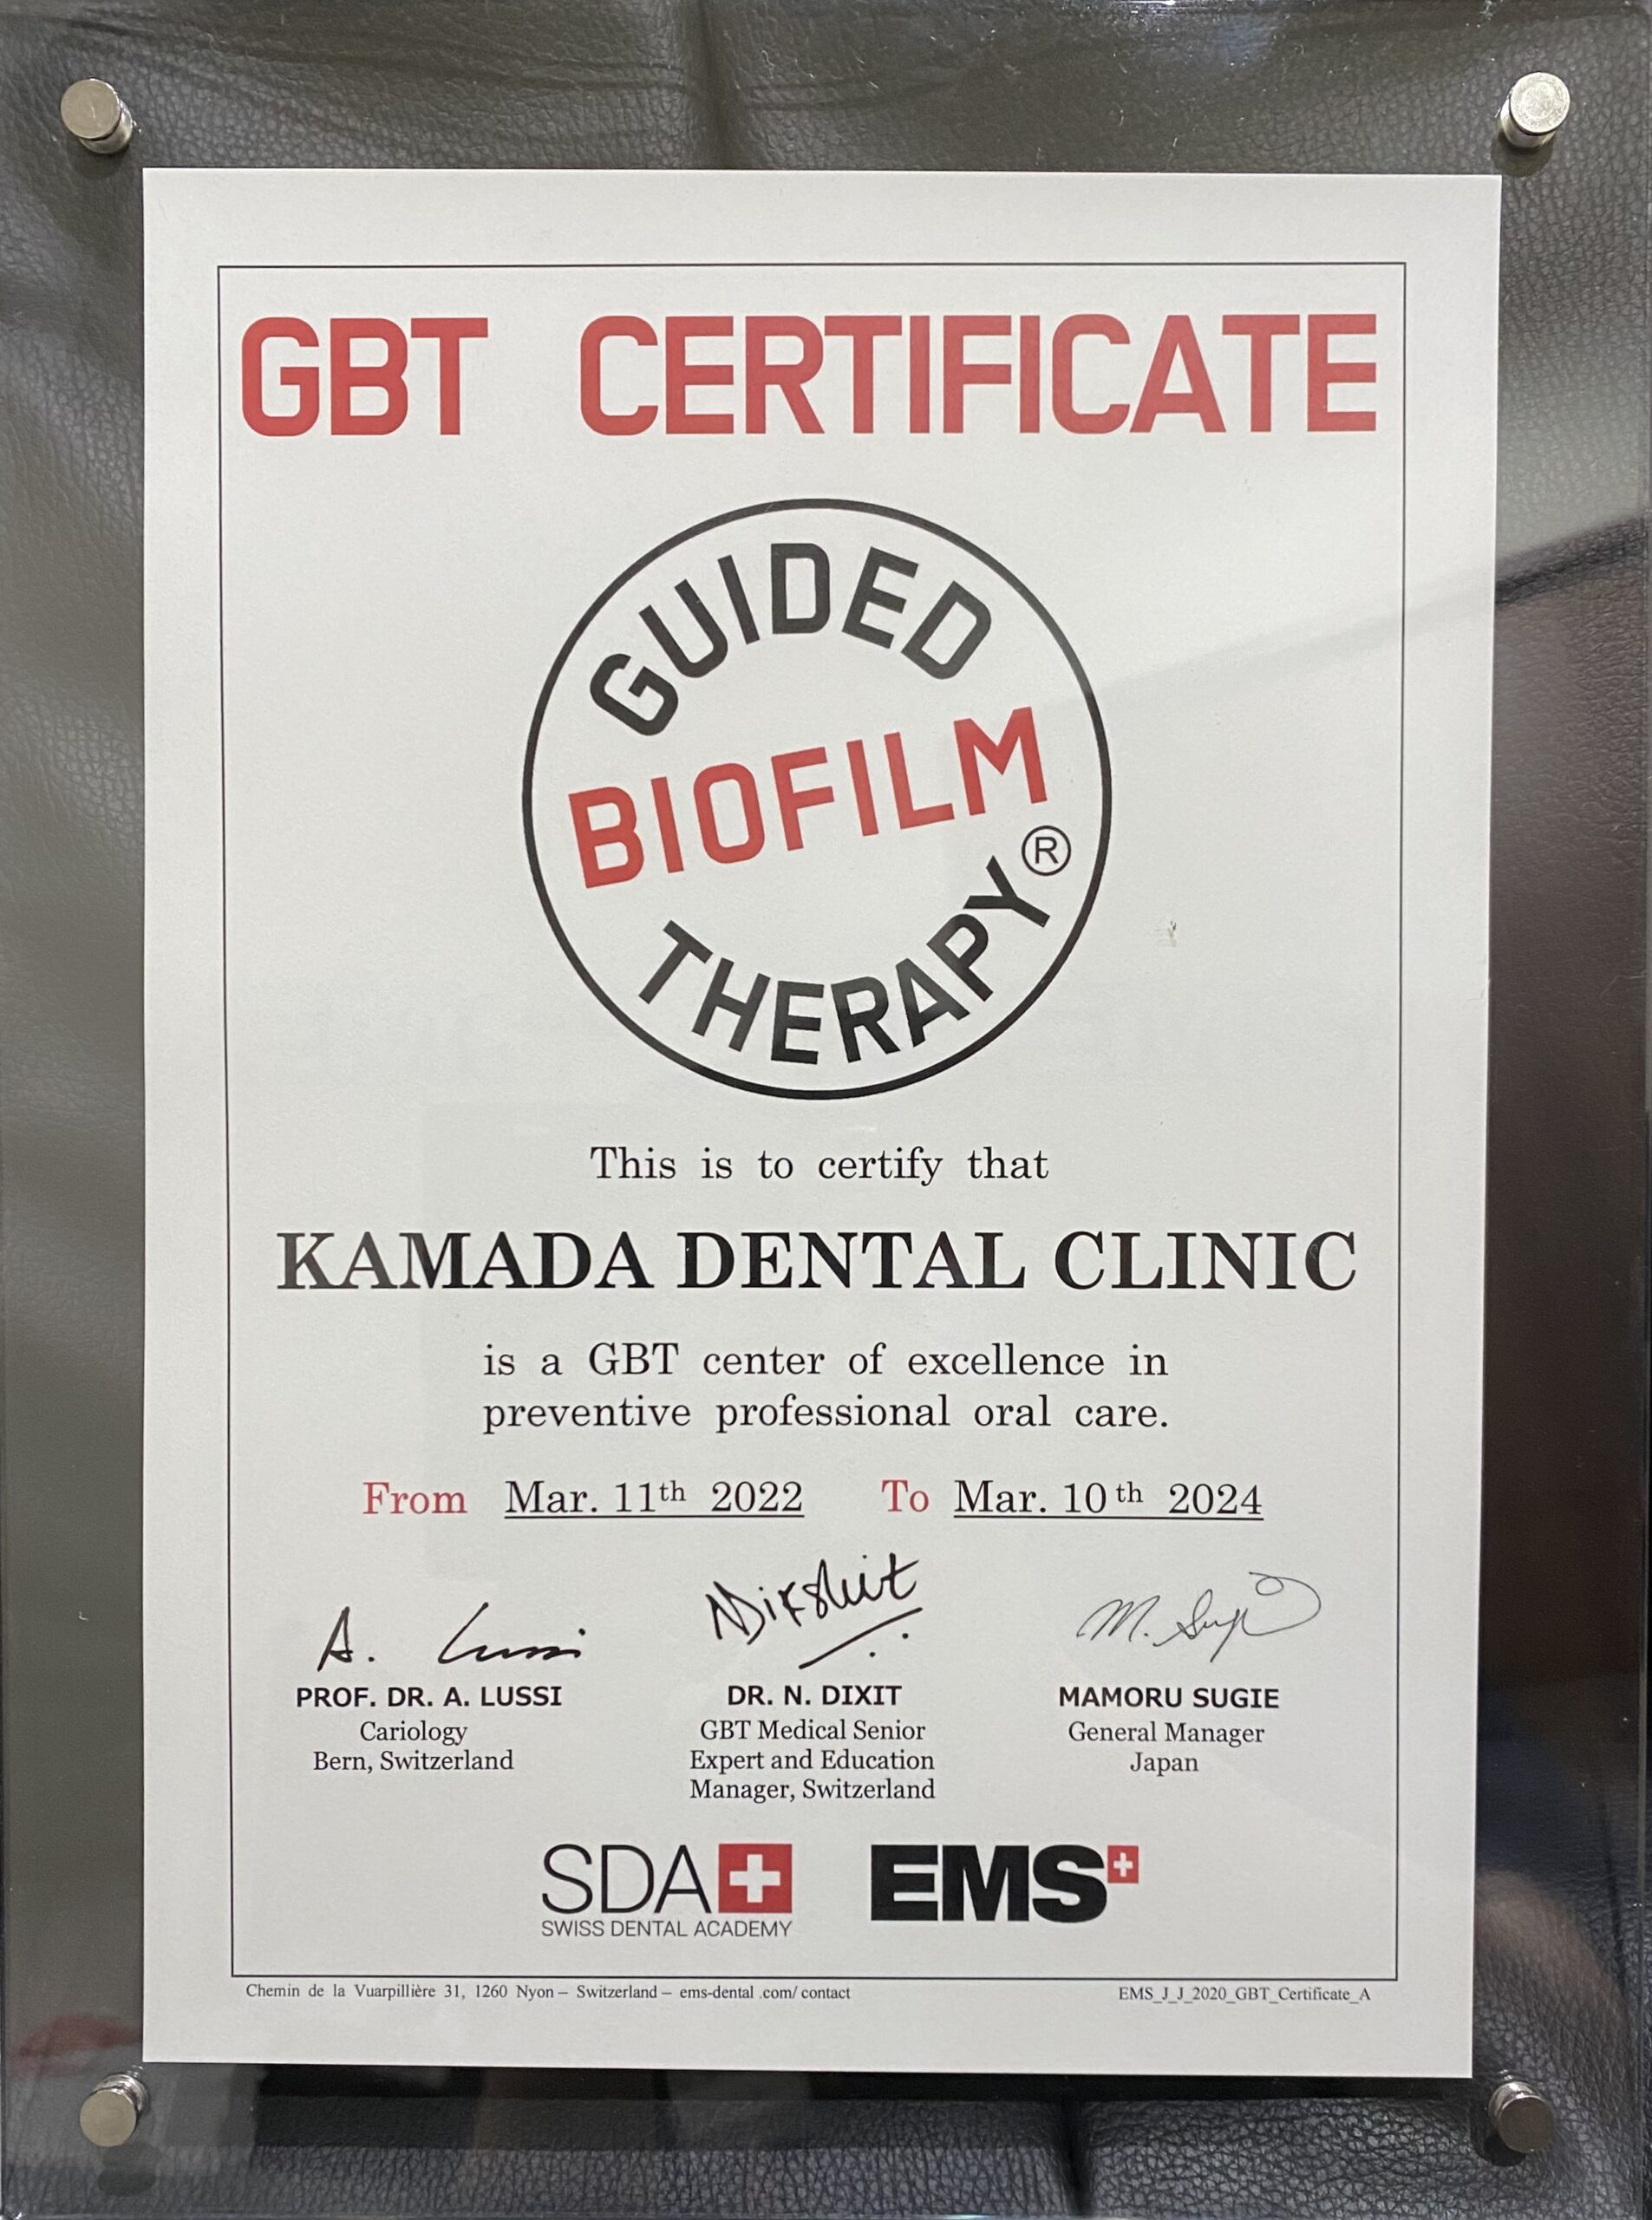 GBT CERTIFICATE
GUIDED
BIOFILM
THERAPY®
This is to certify that
KAMADA DENTAL CLINIC
is a GBT center of excellence in
preventive professional oral care.
From Mar. 11th 2022 To Mar. 10th 2024
A. Lussi
PROF. DR. A. LUSSI
Cariology
Bern, Switzerland
DR. N. DIXIT
GBT Medical Senior
Expert and Education
Manager, Switzerland
MAMORU SUGIE
General Manager
Japan
SDA
SWISS DENTAL ACADEMY
EMS
Chemin de la Vuarpillière 31, 1260 Nyon – Switzerland – ems-dental .com/ contact
EMS_J_J_2020_GBT_Certificate_A